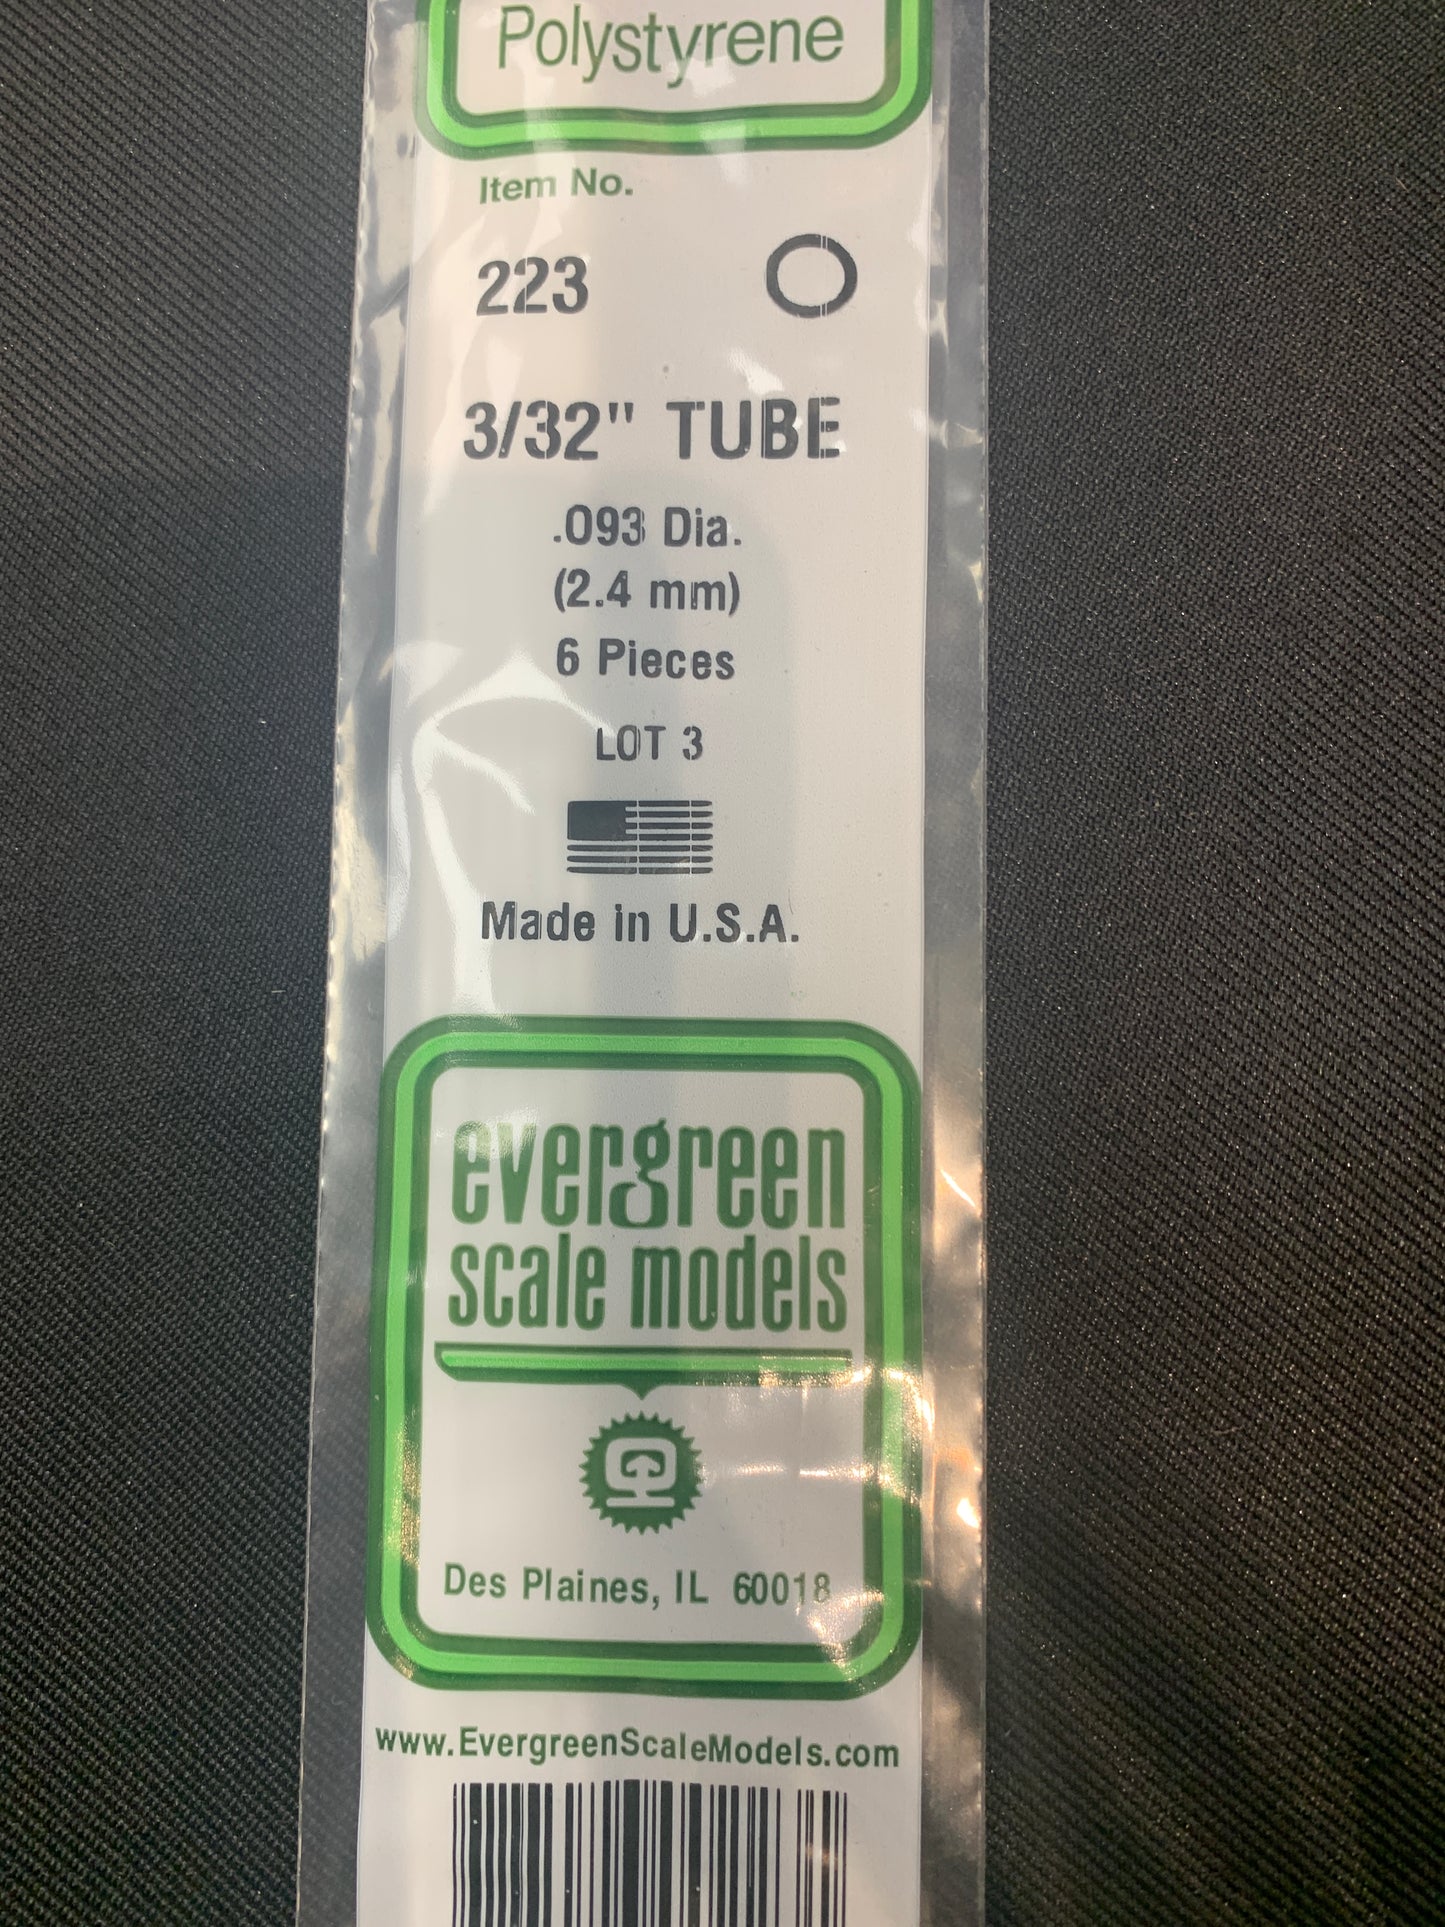 Polystyrene
Item No.
223
3/32" TUBE
.093 Dia.
(2.4 mm)
6 Pieces
LOT 3
Made in U.S.A.
evergreen
scale models
Des Plaines, IL 60018
www.EvergreenScaleModels.com